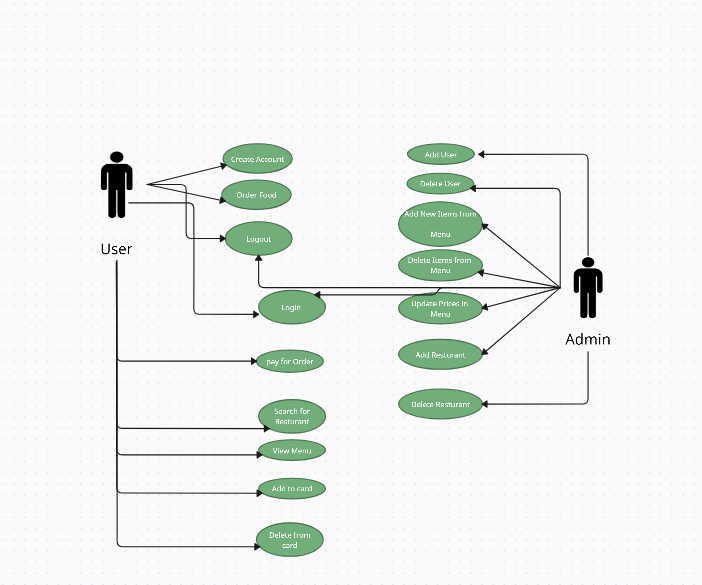 Create Account
Order Food
Logout
User
Login
pay for Order
Search for
Resturant
View Menu
Add to card
Delete from
card
Add User
Delete User
Add New Items from
Menu
Delete Items from
Menu
Update Prices in
Menu
Add Resturant
Delete Resturant
Admin